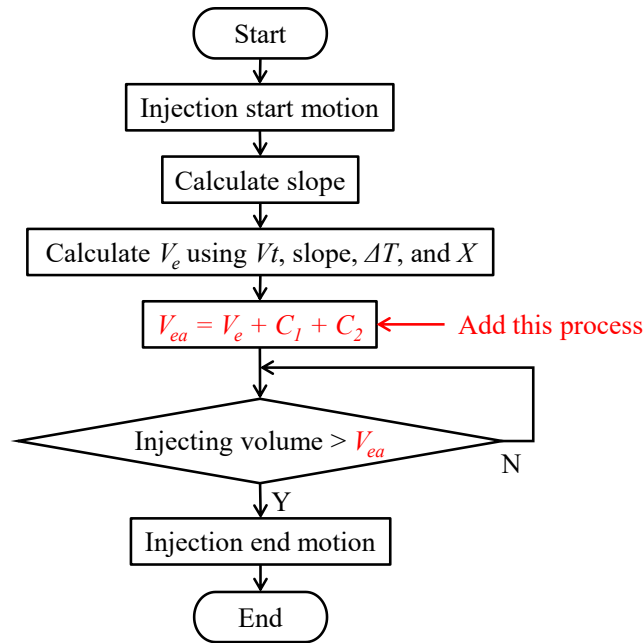 Start
Injection start motion
Calculate slope
Calculate Ve using Vt, slope, ΔT, and X
Vea = Ve + C1 + C2
Add this process
Injecting volume > Vea
N
Y
Injection end motion
End